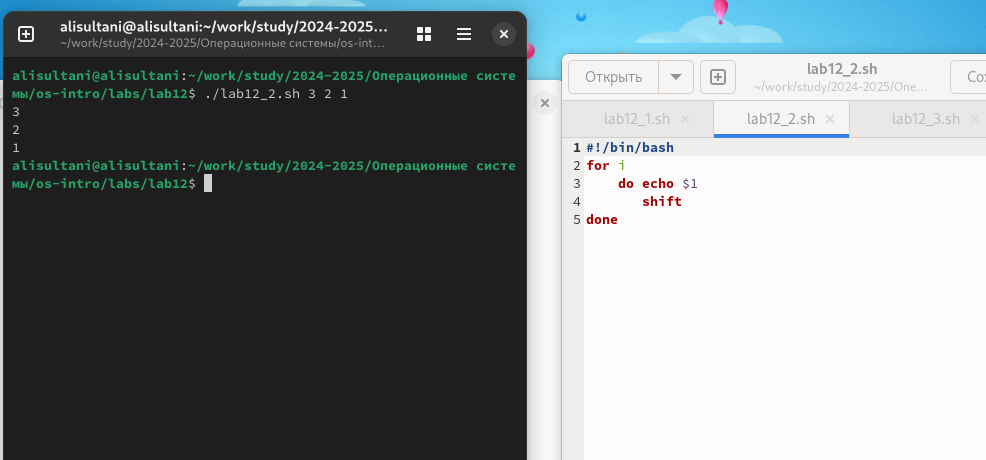 alisultani@alisultani:~/work/study/2024-2025...
~/work/study/2024-2025/Операционные системы/os-int...
alisultani@alisultani:~/work/study/2024-2025/Операционные систе
мы/os-intro/labs/lab12$ ./lab12_2.sh 3 2 1
3
2
1
alisultani@alisultani:~/work/study/2024-2025/Операционные систе
мы/os-intro/labs/lab12$
Открыть
lab12_2.sh
~/work/study/2024-2025/Опе...
Со
lab12_1.sh
lab12_2.sh
lab12_3.sh
1 #!/bin/bash
2 for i
3     do echo $1
4        shift
5 done